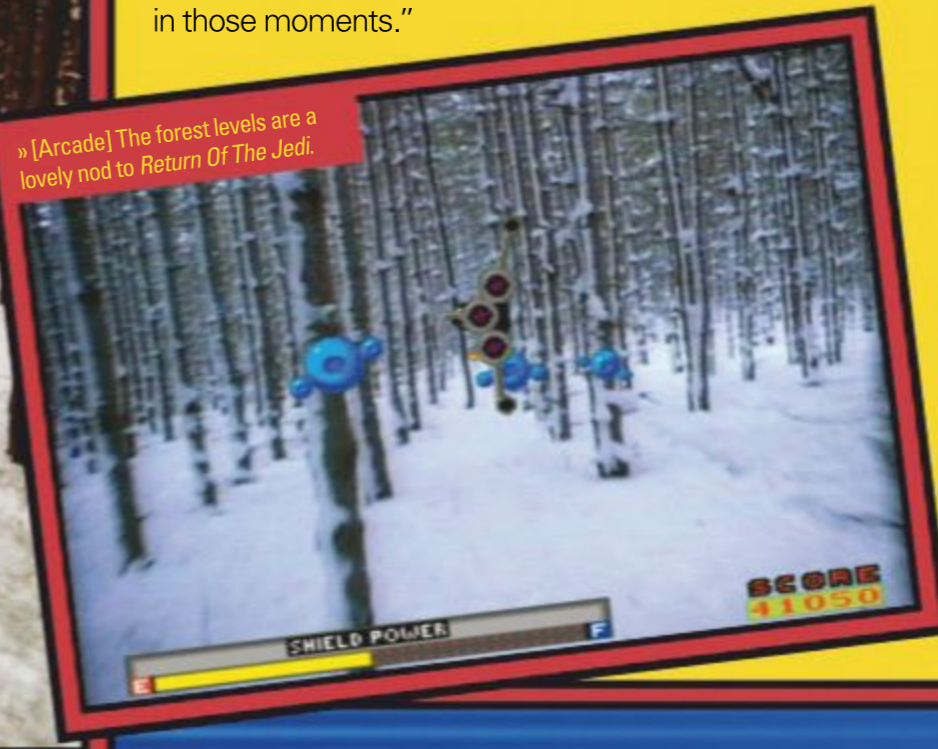 in those moments.”
» [Arcade] The forest levels are a
lovely nod to Return Of The Jedi.
SCORE
41050
SHIELD POWER
E
F